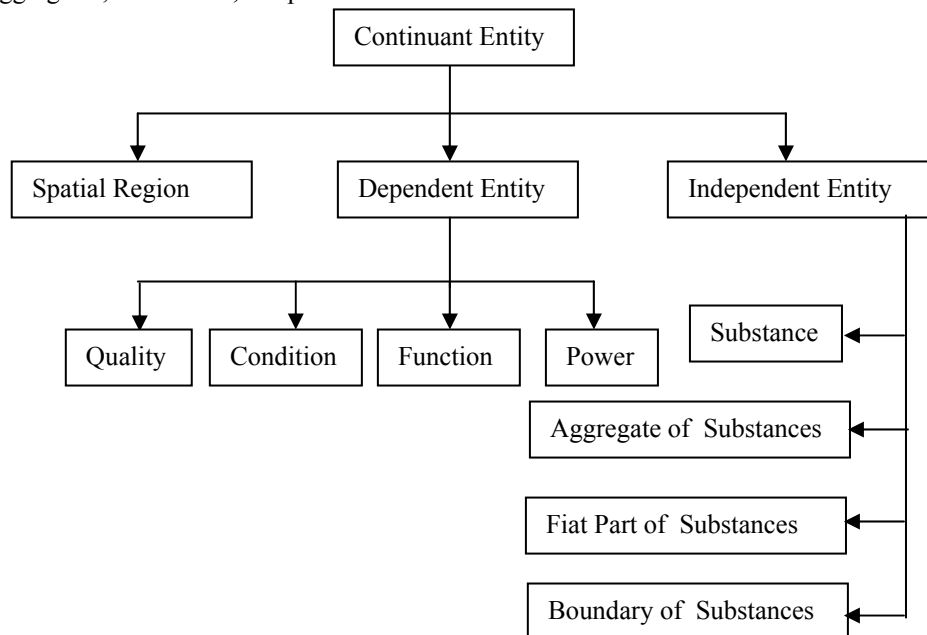 Continuant Entity
Spatial Region
Dependent Entity
Independent Entity
Quality
Condition
Function
Power
Substance
Aggregate of Substances
Fiat Part of Substances
Boundary of Substances